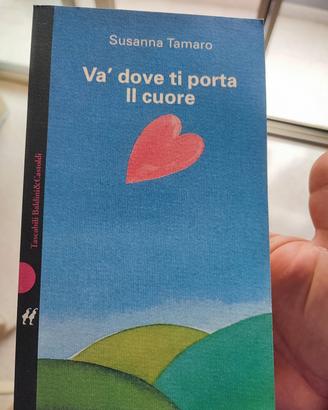 Susanna Tamaro
Va' dove ti porta
Il cuore
Tascabili Baldini&Castoldi